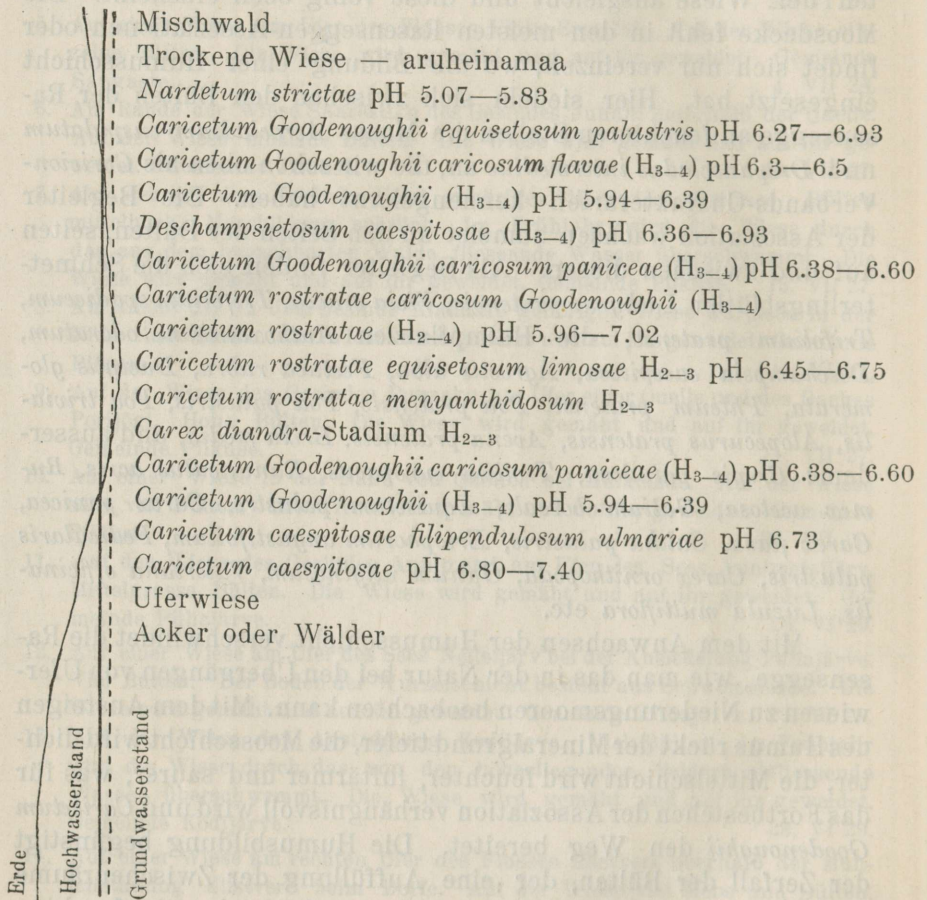 Mischwald
Trockene Wiese — aruheinamaa
Nardetum strictae pH 5.07—5.83
Caricetum Goodenoughii equisetosum palustris pH 6.27—6.93
Caricetum Goodenoughii caricosum flavae (H₃₋₄) pH 6.3—6.5
Caricetum Goodenoughii (H₃₋₄) pH 5.94—6.39
Deschampsietosum caespitosae (H₃₋₄) pH 6.36—6.93
Caricetum Goodenoughii caricosum paniceae (H₃₋₄) pH 6.38—6.60
Caricetum rostratae caricosum Goodenoughii (H₃₋₄)
Caricetum rostratae (H₂₋₄) pH 5.96—7.02
Caricetum rostratae equisetosum limosae H₂₋₃ pH 6.45—6.75
Caricetum rostratae menyanthidosum H₂₋₃
Carex diandra-Stadium H₂₋₃
Caricetum Goodenoughii caricosum paniceae (H₃₋₄) pH 6.38—6.60
Caricetum Goodenoughii (H₃₋₄) pH 5.94—6.39
Caricetum caespitosae filipendulosum ulmariae pH 6.73
Caricetum caespitosae pH 6.80—7.40
Uferwiese
Acker oder Wälder
Erde
Hochwasserstand
Grundwasserstand